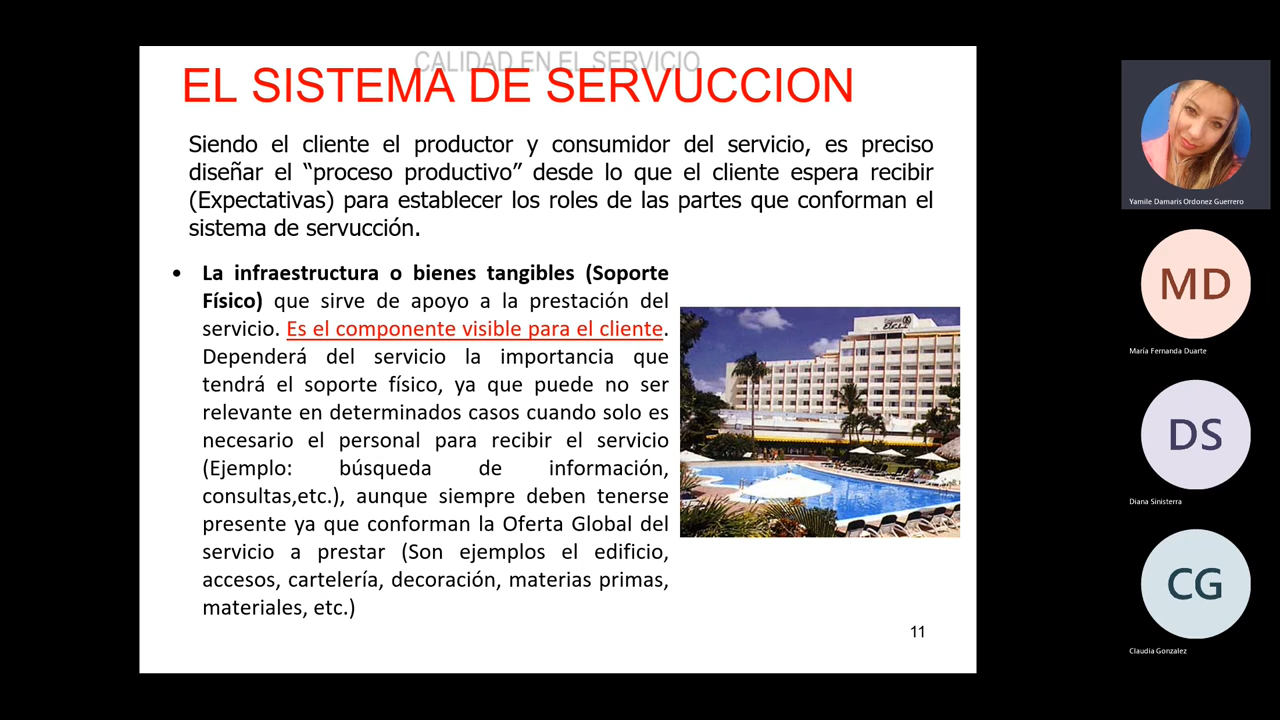 CALIDAD EN EL SERVICIO
EL SISTEMA DE SERVUCCION
Siendo el cliente el productor y consumidor del servicio, es preciso
diseñar el “proceso productivo” desde lo que el cliente espera recibir
(Expectativas) para establecer los roles de las partes que conforman el
sistema de servucción.
• La infraestructura o bienes tangibles (Soporte
Físico) que sirve de apoyo a la prestación del
servicio. Es el componente visible para el cliente.
Dependerá del servicio la importancia que
tendrá el soporte físico, ya que puede no ser
relevante en determinados casos cuando solo es
necesario el personal para recibir el servicio
(Ejemplo: búsqueda de información,
consultas,etc.), aunque siempre deben tenerse
presente ya que conforman la Oferta Global del
servicio a prestar (Son ejemplos el edificio,
accesos, cartelería, decoración, materias primas,
materiales, etc.)
11
Yamile Damaris Ordonez Guerrero
MD
María Fernanda Duarte
DS
Diana Sinisterra
CG
Claudia Gonzalez